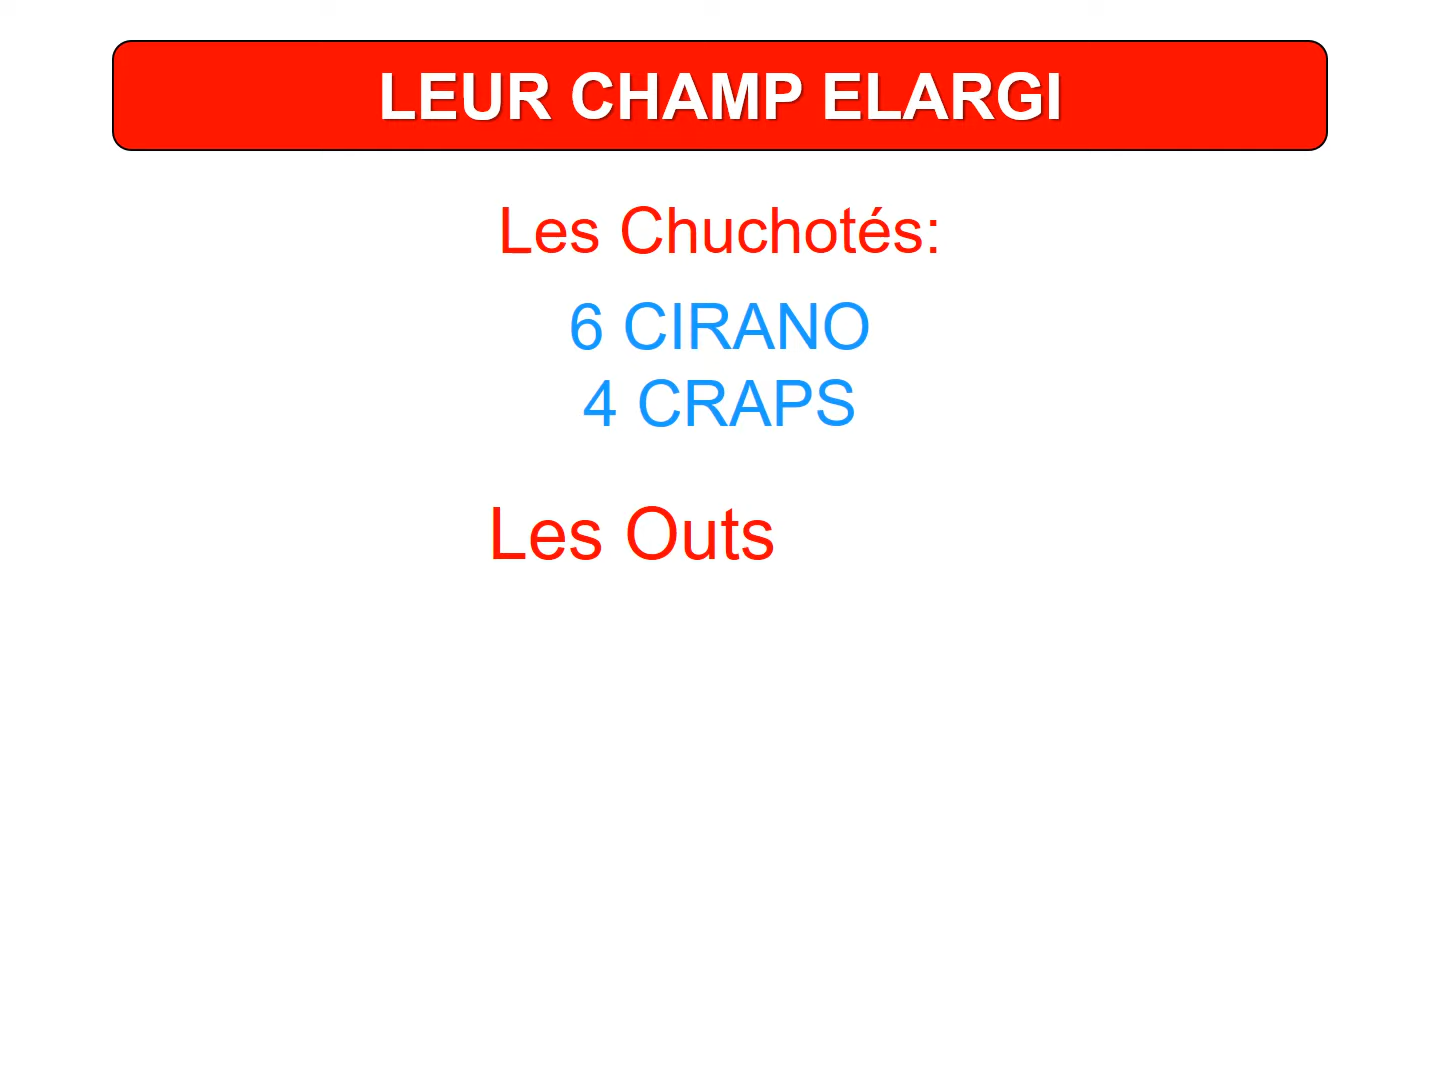 LEUR CHAMP ELARGI
Les Chuchotés:
6 CIRANO
4 CRAPS
Les Outs